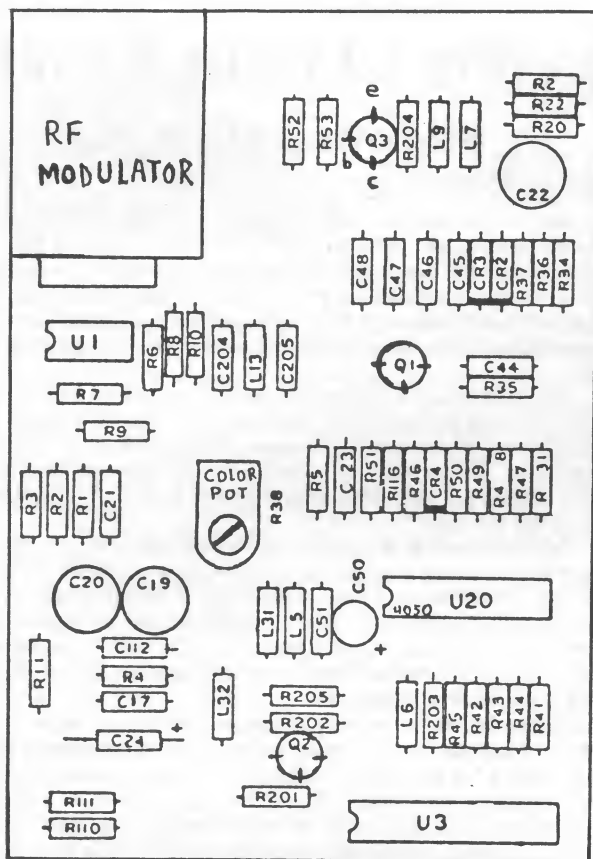 RF
MODULATOR
R52
R53
e
b
Q3
c
R204
L9
L7
R2
R22
R20
C22
C48
C47
C46
C45
CR3
CR2
R37
R36
R34
U1
R6
R8
R10
C204
L13
C205
Q1
C44
R35
R7
R9
R3
R2
R1
C21
COLOR
POT
R38
R5
C23
R51
R116
R46
CR4
R50
R49
R48
R47
R31
C20
C19
L31
L5
C51
C50
+
4050
U20
R11
C112
R4
C17
C24
+
L32
R205
R202
Q2
R201
L6
R203
R45
R42
R43
R44
R41
R111
R110
U3